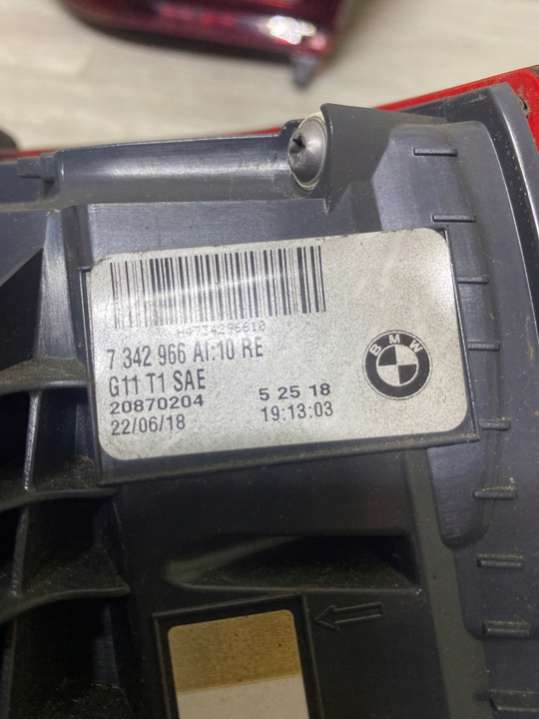 7 342 966 AI:10 RE
G11 T1 SAE
20870204 5 25 18
22/06/18 19:13:03
BMW